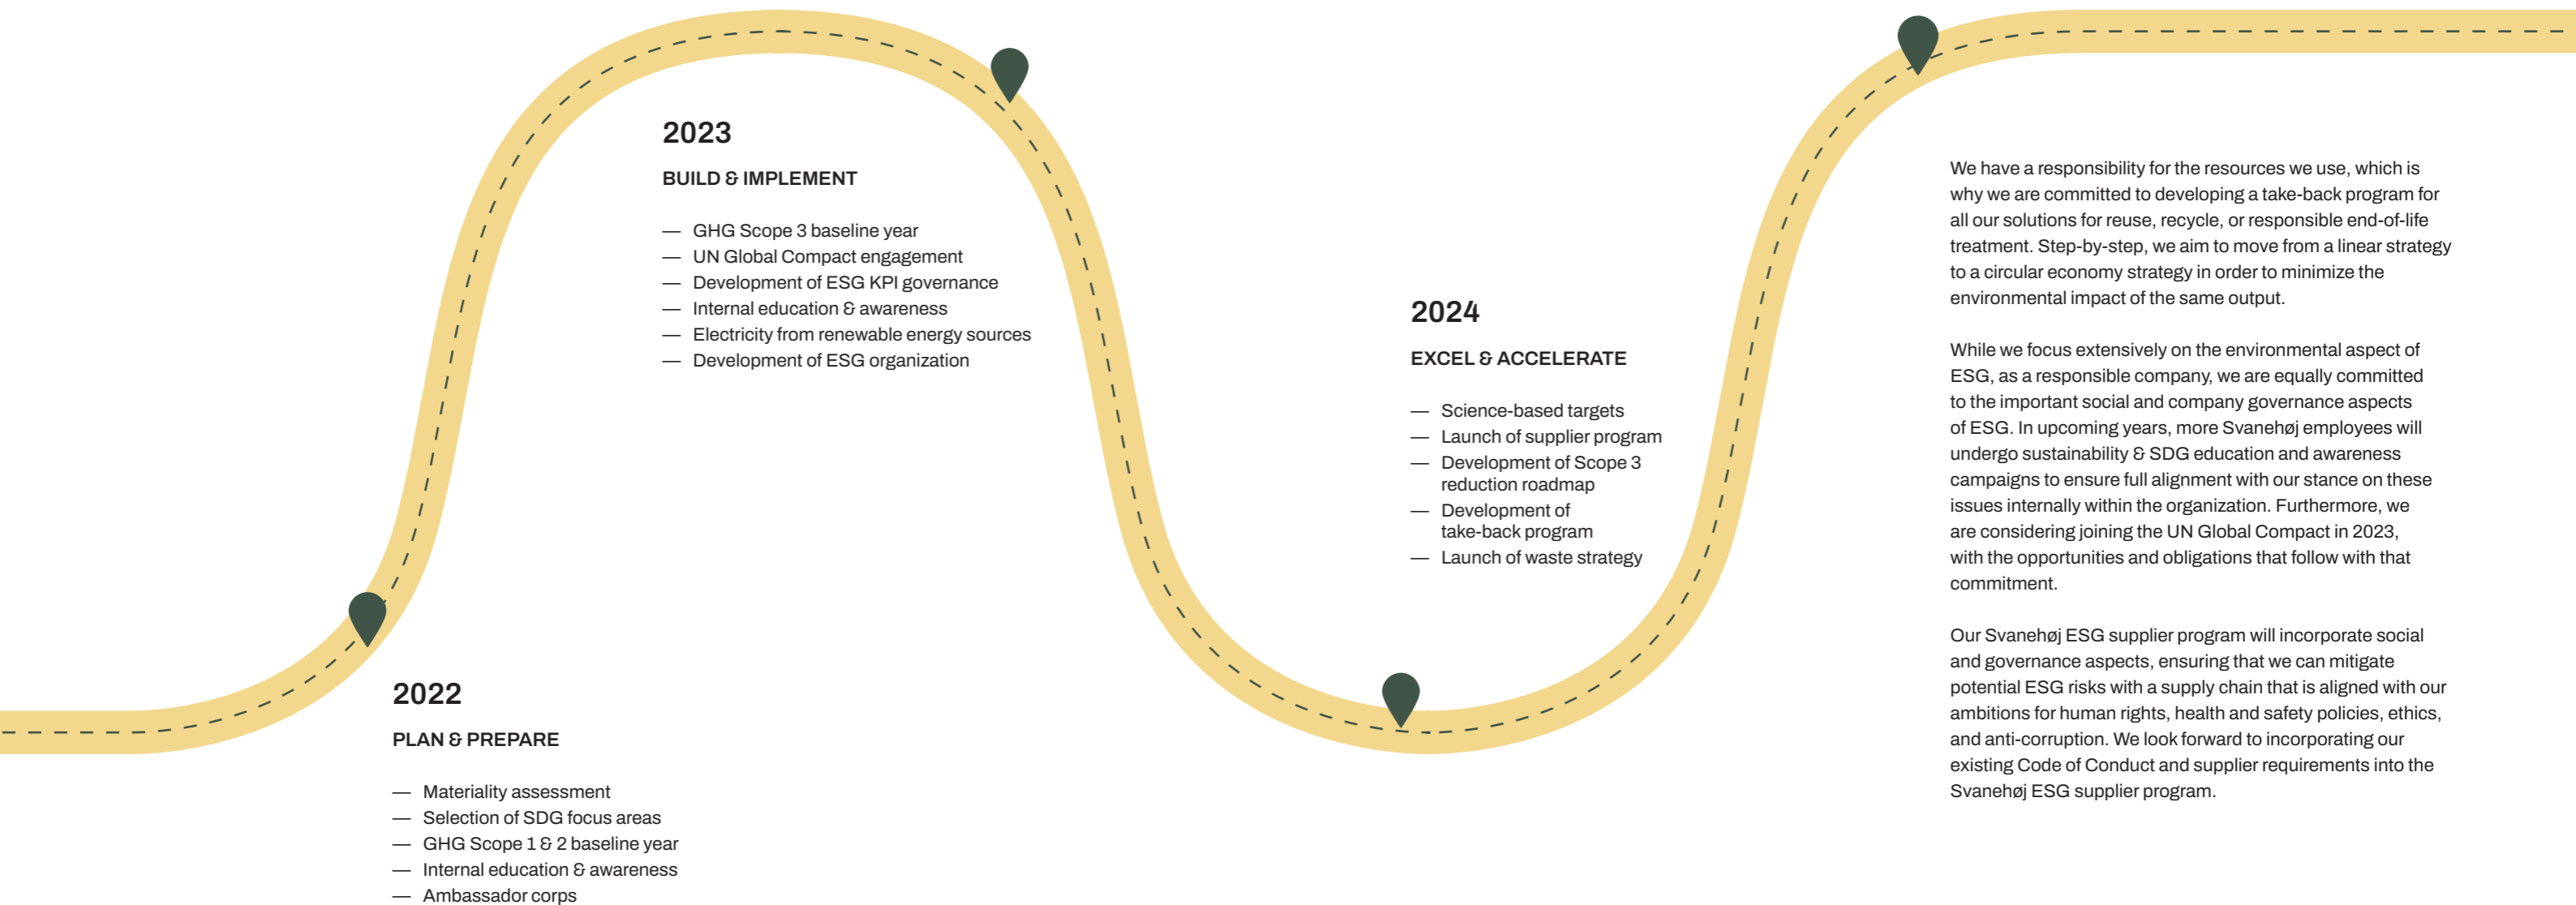 2023
BUILD & IMPLEMENT
— GHG Scope 3 baseline year
— UN Global Compact engagement
— Development of ESG KPI governance
— Internal education & awareness
— Electricity from renewable energy sources
— Development of ESG organization
2022
PLAN & PREPARE
— Materiality assessment
— Selection of SDG focus areas
— GHG Scope 1 & 2 baseline year
— Internal education & awareness
— Ambassador corps
2024
EXCEL & ACCELERATE
— Science-based targets
— Launch of supplier program
— Development of Scope 3
reduction roadmap
— Development of
take-back program
— Launch of waste strategy
We have a responsibility for the resources we use, which is
why we are committed to developing a take-back program for
all our solutions for reuse, recycle, or responsible end-of-life
treatment. Step-by-step, we aim to move from a linear strategy
to a circular economy strategy in order to minimize the
environmental impact of the same output.
While we focus extensively on the environmental aspect of
ESG, as a responsible company, we are equally committed
to the important social and company governance aspects
of ESG. In upcoming years, more Svanehøj employees will
undergo sustainability & SDG education and awareness
campaigns to ensure full alignment with our stance on these
issues internally within the organization. Furthermore, we
are considering joining the UN Global Compact in 2023,
with the opportunities and obligations that follow with that
commitment.
Our Svanehøj ESG supplier program will incorporate social
and governance aspects, ensuring that we can mitigate
potential ESG risks with a supply chain that is aligned with our
ambitions for human rights, health and safety policies, ethics,
and anti-corruption. We look forward to incorporating our
existing Code of Conduct and supplier requirements into the
Svanehøj ESG supplier program.